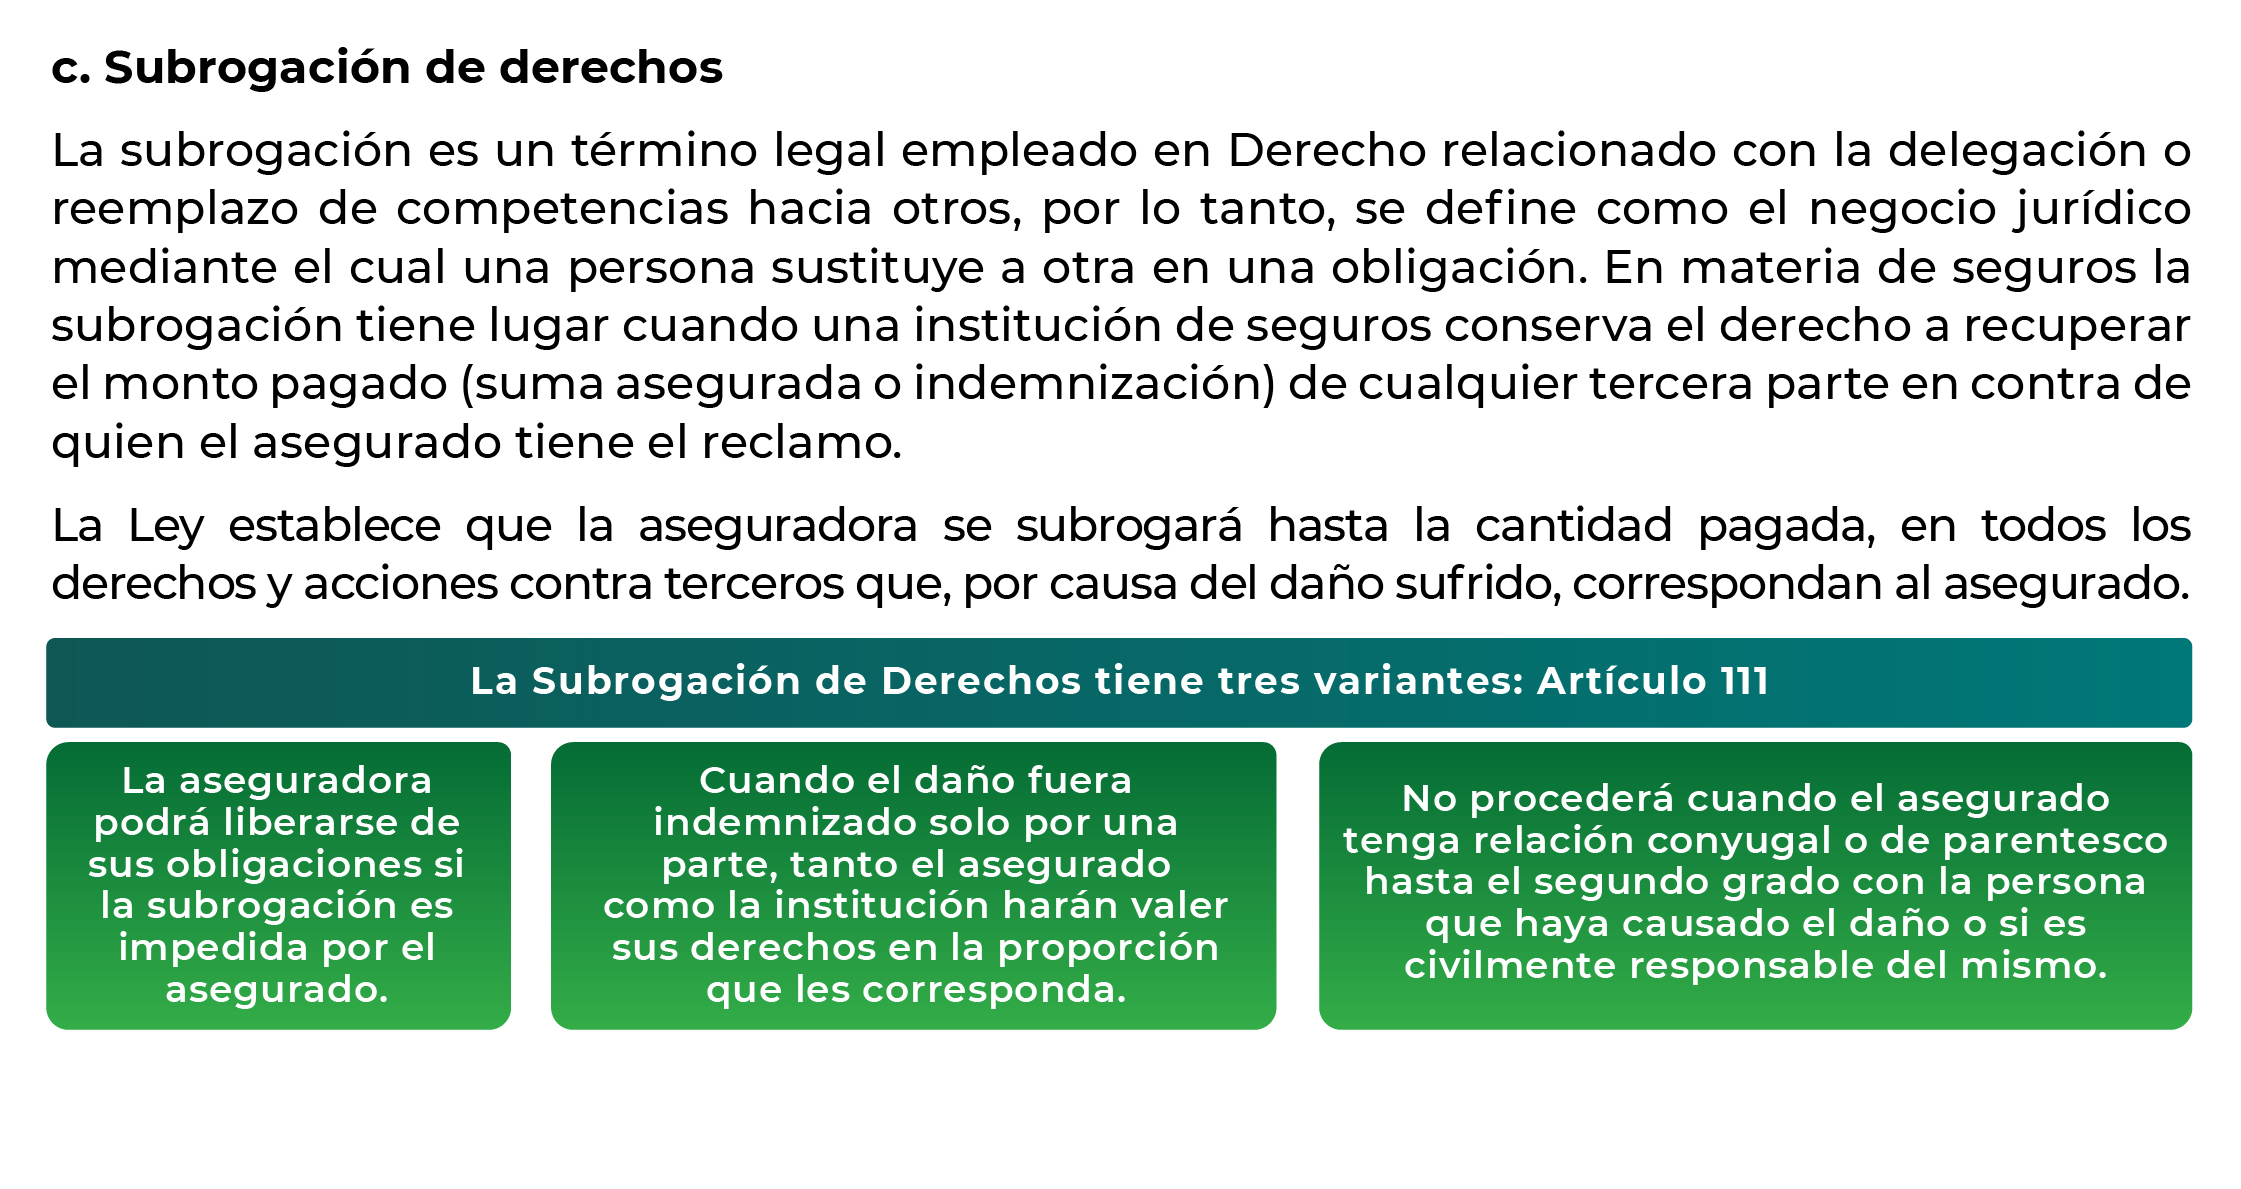 c. Subrogación de derechos
La subrogación es un término legal empleado en Derecho relacionado con la delegación o
reemplazo de competencias hacia otros, por lo tanto, se define como el negocio jurídico
mediante el cual una persona sustituye a otra en una obligación. En materia de seguros la
subrogación tiene lugar cuando una institución de seguros conserva el derecho a recuperar
el monto pagado (suma asegurada o indemnización) de cualquier tercera parte en contra de
quien el asegurado tiene el reclamo.
La Ley establece que la aseguradora se subrogará hasta la cantidad pagada, en todos los
derechos y acciones contra terceros que, por causa del daño sufrido, correspondan al asegurado.
La Subrogación de Derechos tiene tres variantes: Artículo 111
La aseguradora
podrá liberarse de
sus obligaciones si
la subrogación es
impedida por el
asegurado.
Cuando el daño fuera
indemnizado solo por una
parte, tanto el asegurado
como la institución harán valer
sus derechos en la proporción
que les corresponda.
No procederá cuando el asegurado
tenga relación conyugal o de parentesco
hasta el segundo grado con la persona
que haya causado el daño o si es
civilmente responsable del mismo.